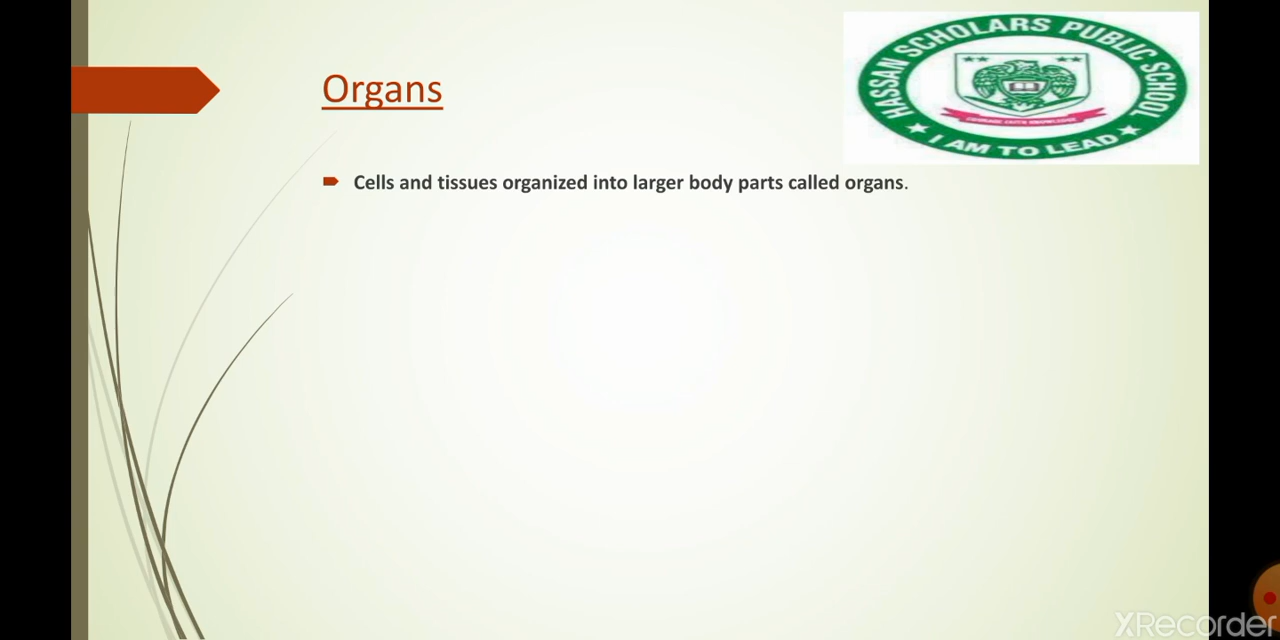 Organs
HASSAN SCHOLARS PUBLIC SCHOOL
I AM TO LEAD
Cells and tissues organized into larger body parts called organs.
XRecorder